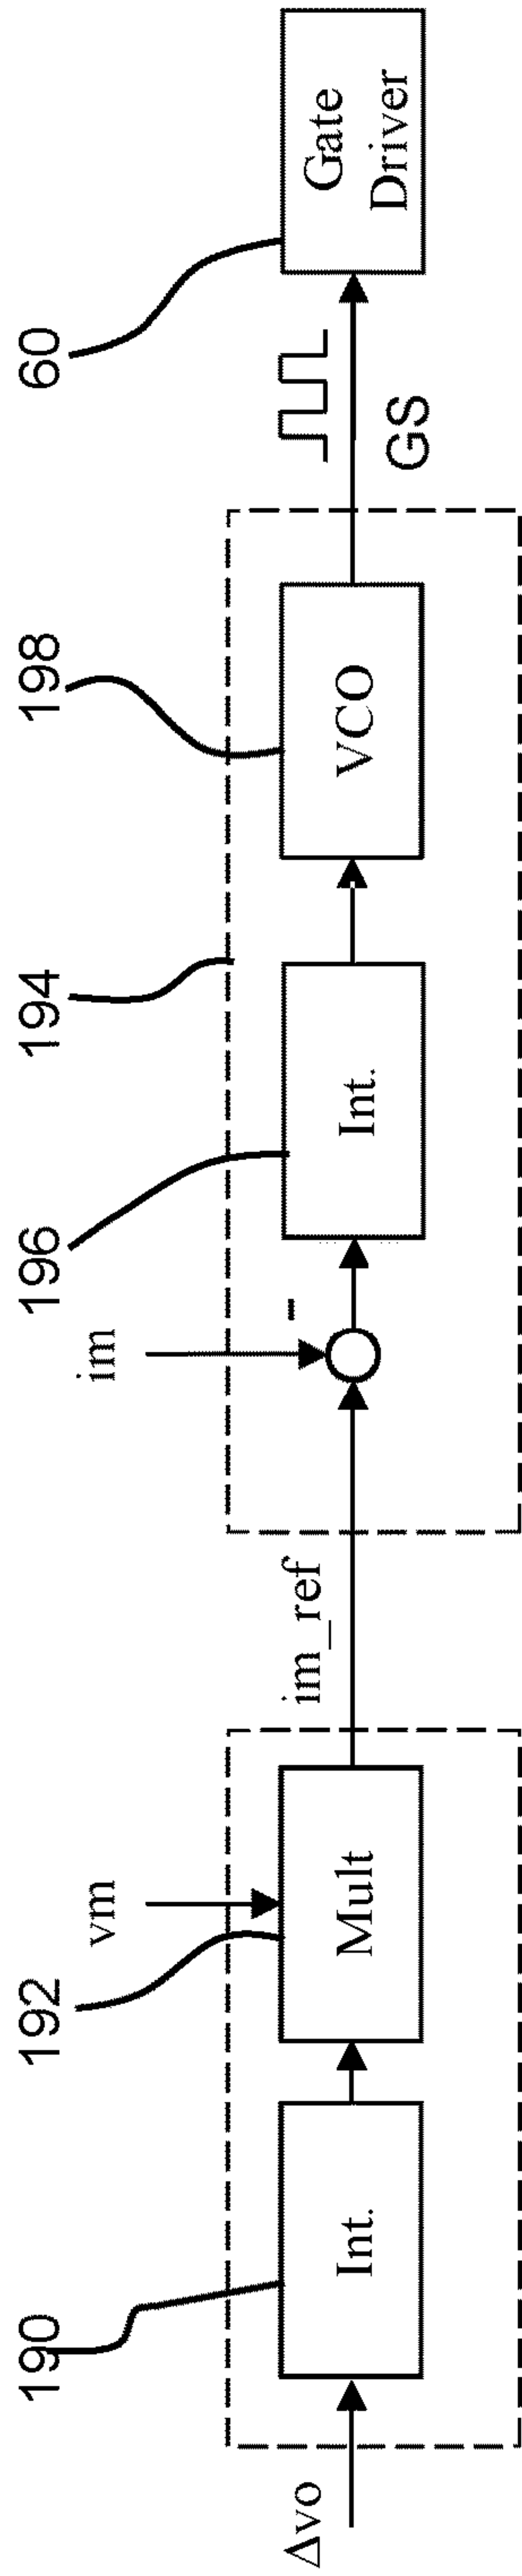 190
192
194
196
198
60
Δvo
Int.
vm
Mult
im_ref
im
-
Int.
VCO
GS
Gate
Driver